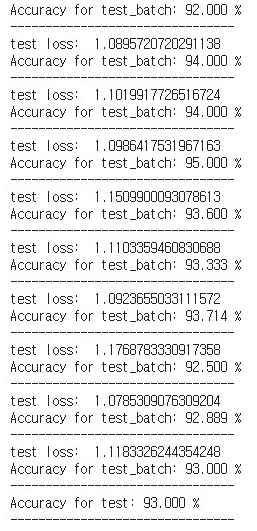 Accuracy for test_batch: 92.000 %
--------------------------------
test loss:  1.0895720720291138
Accuracy for test_batch: 94.000 %
--------------------------------
test loss:  1.1019917726516724
Accuracy for test_batch: 94.000 %
--------------------------------
test loss:  1.0986417531967163
Accuracy for test_batch: 95.000 %
--------------------------------
test loss:  1.1509900093078613
Accuracy for test_batch: 93.600 %
--------------------------------
test loss:  1.1103359460830688
Accuracy for test_batch: 93.333 %
--------------------------------
test loss:  1.0923655033111572
Accuracy for test_batch: 93.714 %
--------------------------------
test loss:  1.1768783330917358
Accuracy for test_batch: 92.500 %
--------------------------------
test loss:  1.0785309076309204
Accuracy for test_batch: 92.889 %
--------------------------------
test loss:  1.1183326244354248
Accuracy for test_batch: 93.000 %
--------------------------------
Accuracy for test: 93.000 %
--------------------------------